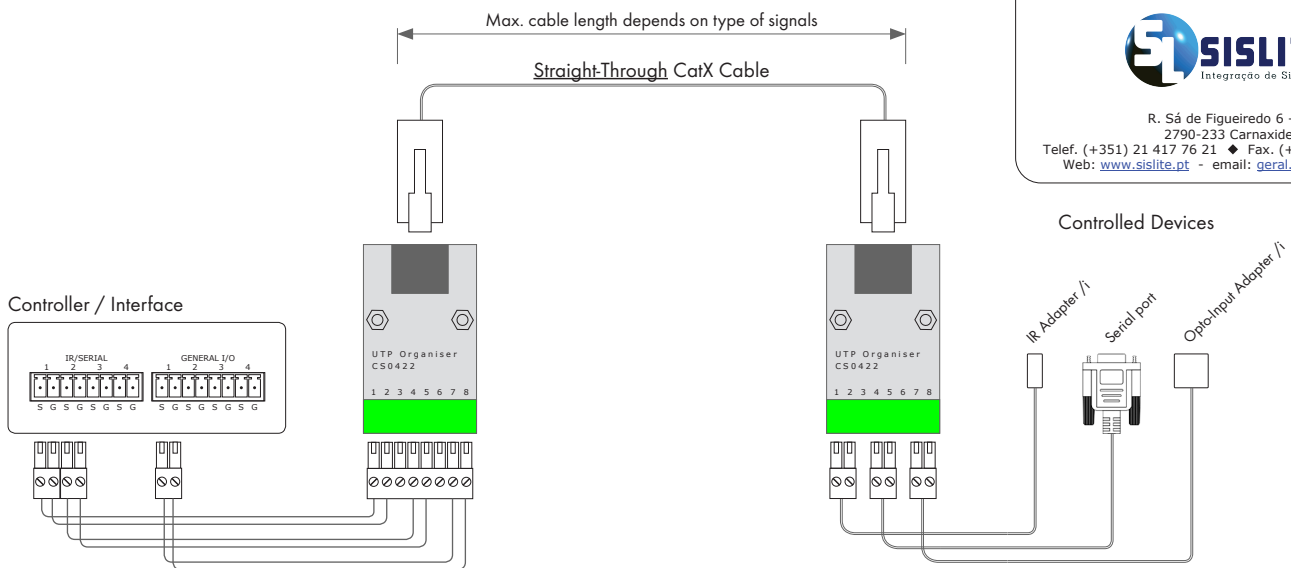 Max. cable length depends on type of signals
Straight-Through CatX Cable
SISLI
Integração de Si
R. Sá de Figueiredo 6 -
2790-233 Carnaxide
Telef. (+351) 21 417 76 21 ◆ Fax. (+
Web: www.sislite.pt - email: geral.
Controlled Devices
IR Adapter /i
Serial port
Opto-Input Adapter /i
Controller / Interface
IR/SERIAL
1 2 3 4
S G S G S G S G
GENERAL I/O
1 2 3 4
S G S G S G S G
UTP Organiser
CS0422
1 2 3 4 5 6 7 8
UTP Organiser
CS0422
1 2 3 4 5 6 7 8